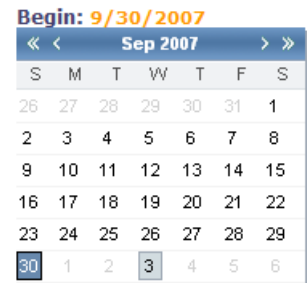 Begin: 9/30/2007
« < Sep 2007 > »
S M T W T F S
26 27 28 29 30 31 1
2 3 4 5 6 7 8
9 10 11 12 13 14 15
16 17 18 19 20 21 22
23 24 25 26 27 28 29
30 1 2 3 4 5 6